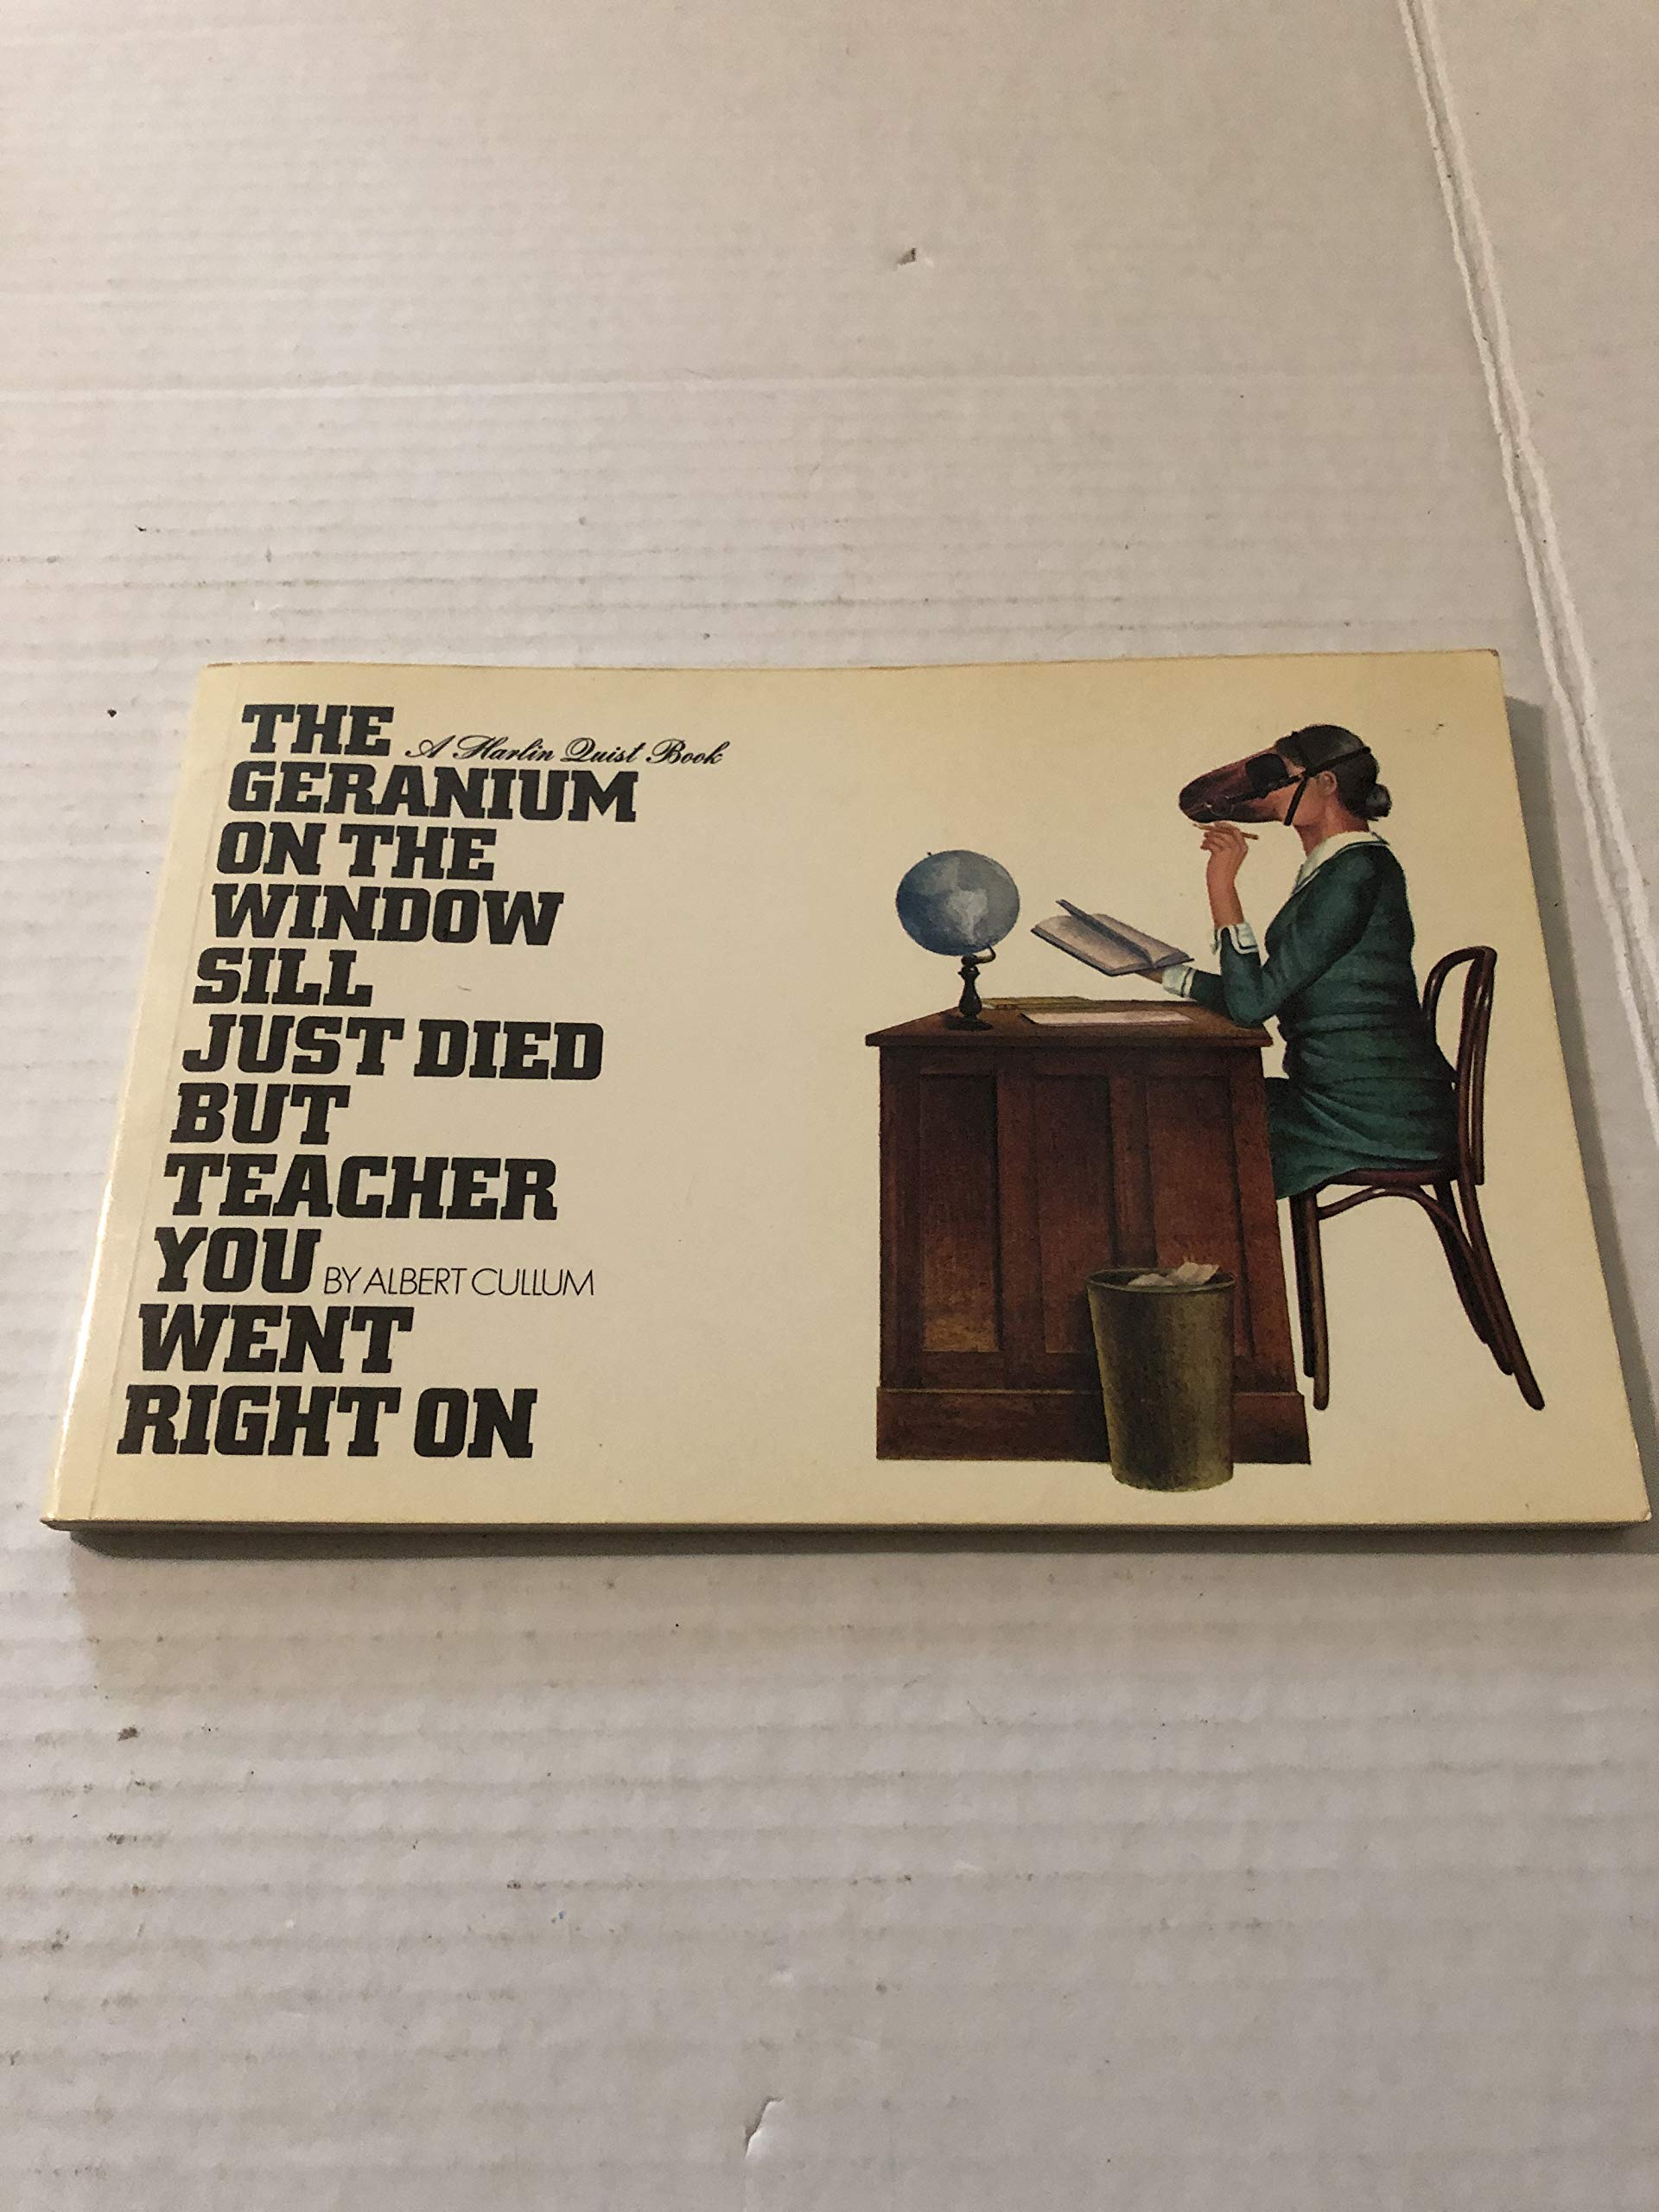 THE
A Harlin Quist Book
GERANIUM
ON THE
WINDOW
SILL
JUST DIED
BUT
TEACHER
YOU
BY ALBERT CULLUM
WENT
RIGHT ON